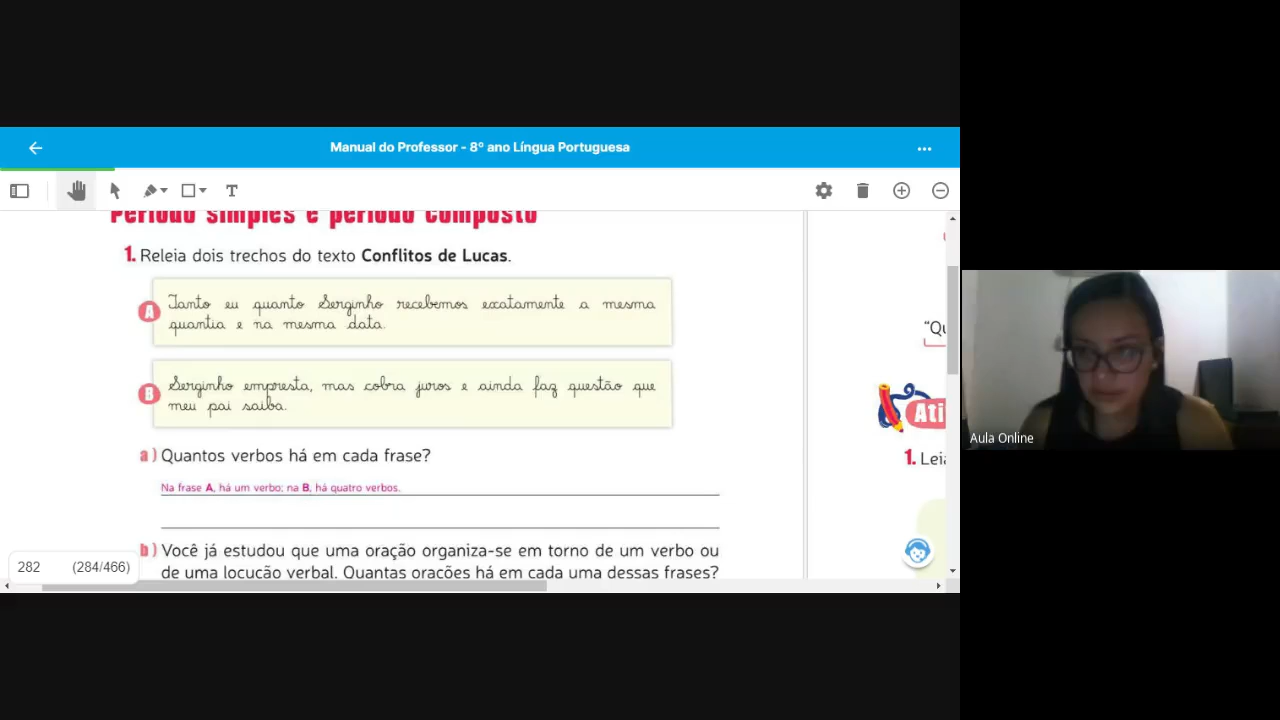 Manual do Professor - 8º ano Língua Portuguesa
T
Período simples e período composto
1. Releia dois trechos do texto Conflitos de Lucas.
A
Tanto eu quanto Serginho recebemos exatamente a mesma
quantia e na mesma data.
B
Serginho empresta, mas cobra juros e ainda faz questão que
meu pai saiba.
a) Quantos verbos há em cada frase?
Na frase A, há um verbo; na B, há quatro verbos.
b) Você já estudou que uma oração organiza-se em torno de um verbo ou
de uma locução verbal. Quantas orações há em cada uma dessas frases?
282 (284/466)
“Qu
Ati
1. Leia
Aula Online